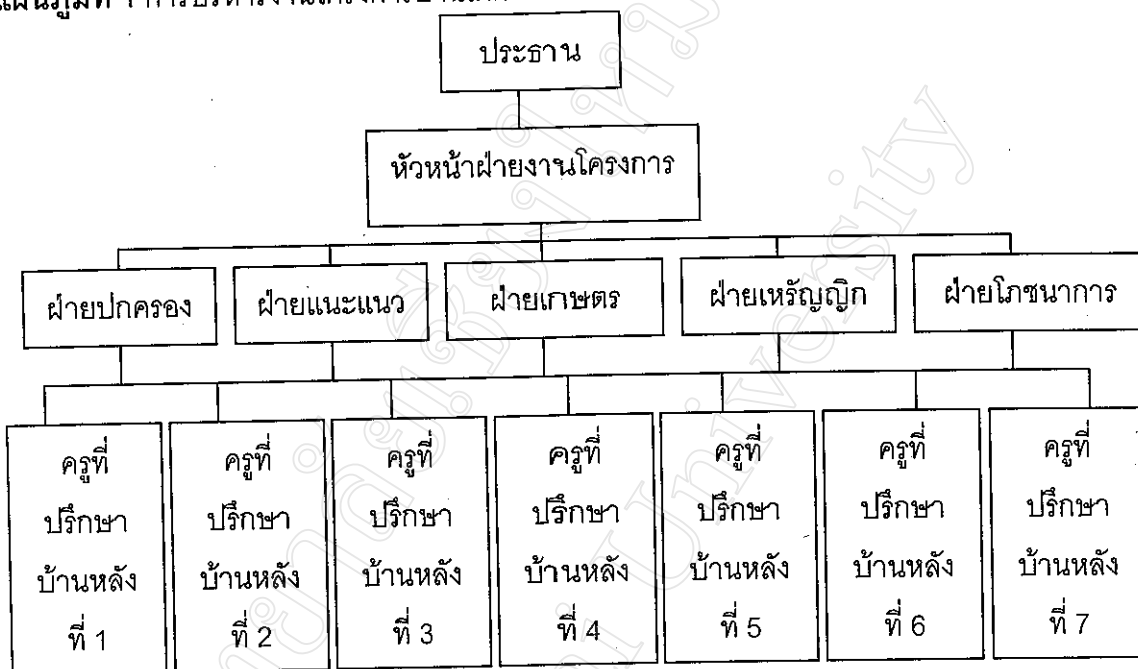 ประธาน
หัวหน้าฝ่ายงานโครงการ
ฝ่ายปกครอง
ฝ่ายแนะแนว
ฝ่ายเกษตร
ฝ่ายเหรัญญิก
ฝ่ายโภชนาการ
ครูที่
ปรึกษา
บ้านหลัง
ที่ 1
ครูที่
ปรึกษา
บ้านหลัง
ที่ 2
ครูที่
ปรึกษา
บ้านหลัง
ที่ 3
ครูที่
ปรึกษา
บ้านหลัง
ที่ 4
ครูที่
ปรึกษา
บ้านหลัง
ที่ 5
ครูที่
ปรึกษา
บ้านหลัง
ที่ 6
ครูที่
ปรึกษา
บ้านหลัง
ที่ 7
University